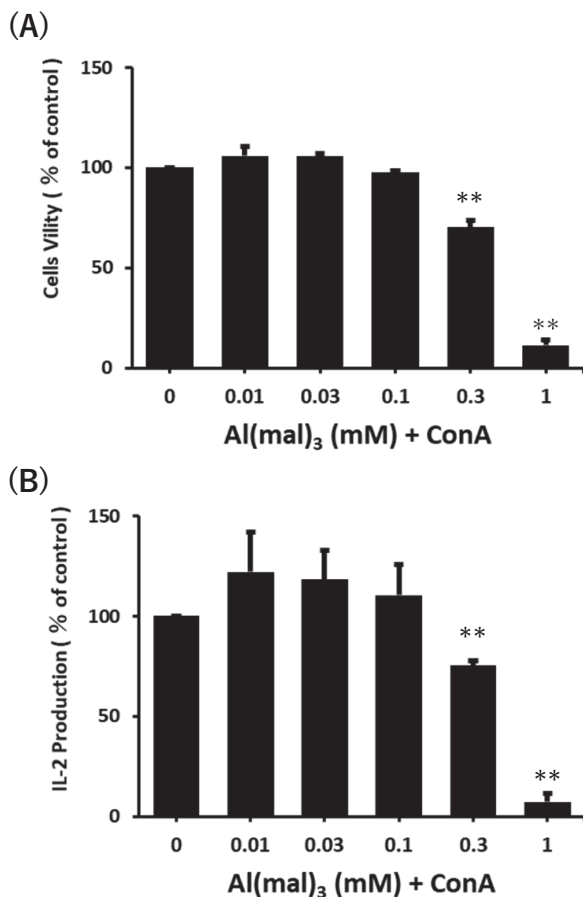 (A)
Cells Vility ( % of control)
150
100
50
0
**
**
0 0.01 0.03 0.1 0.3 1
Al(mal)₃ (mM) + ConA
(B)
IL-2 Production ( % of control)
150
100
50
0
**
**
0 0.01 0.03 0.1 0.3 1
Al(mal)₃ (mM) + ConA